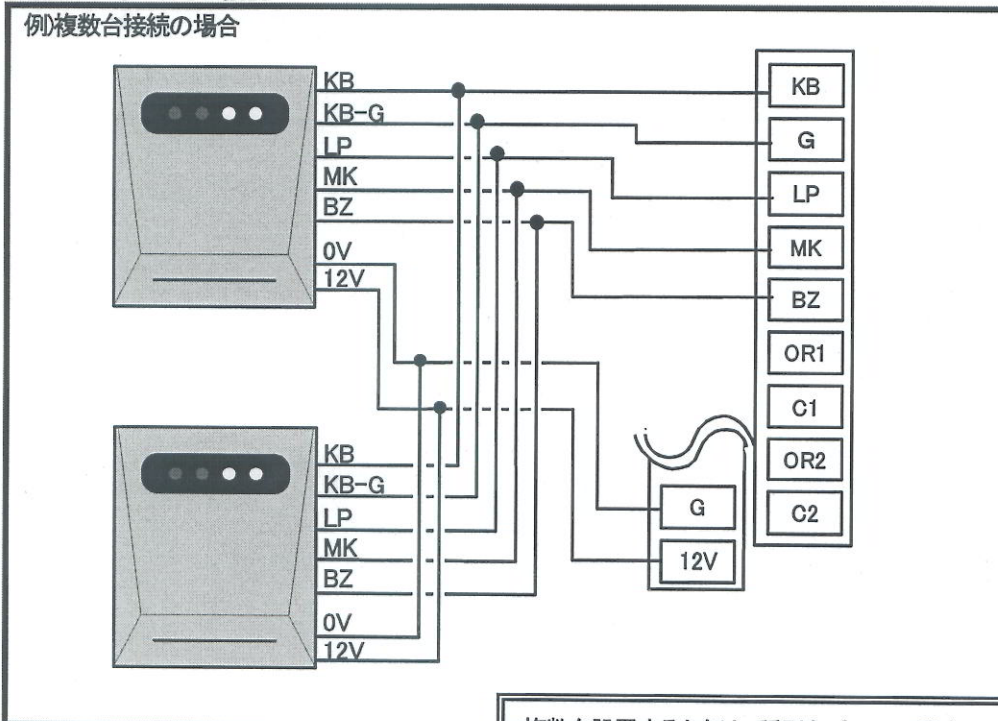 例)複数台接続の場合
KB
KB-G
LP
MK
BZ
0V
12V
KB
KB-G
LP
MK
BZ
0V
12V
KB
G
LP
MK
BZ
OR1
C1
OR2
C2
G
12V